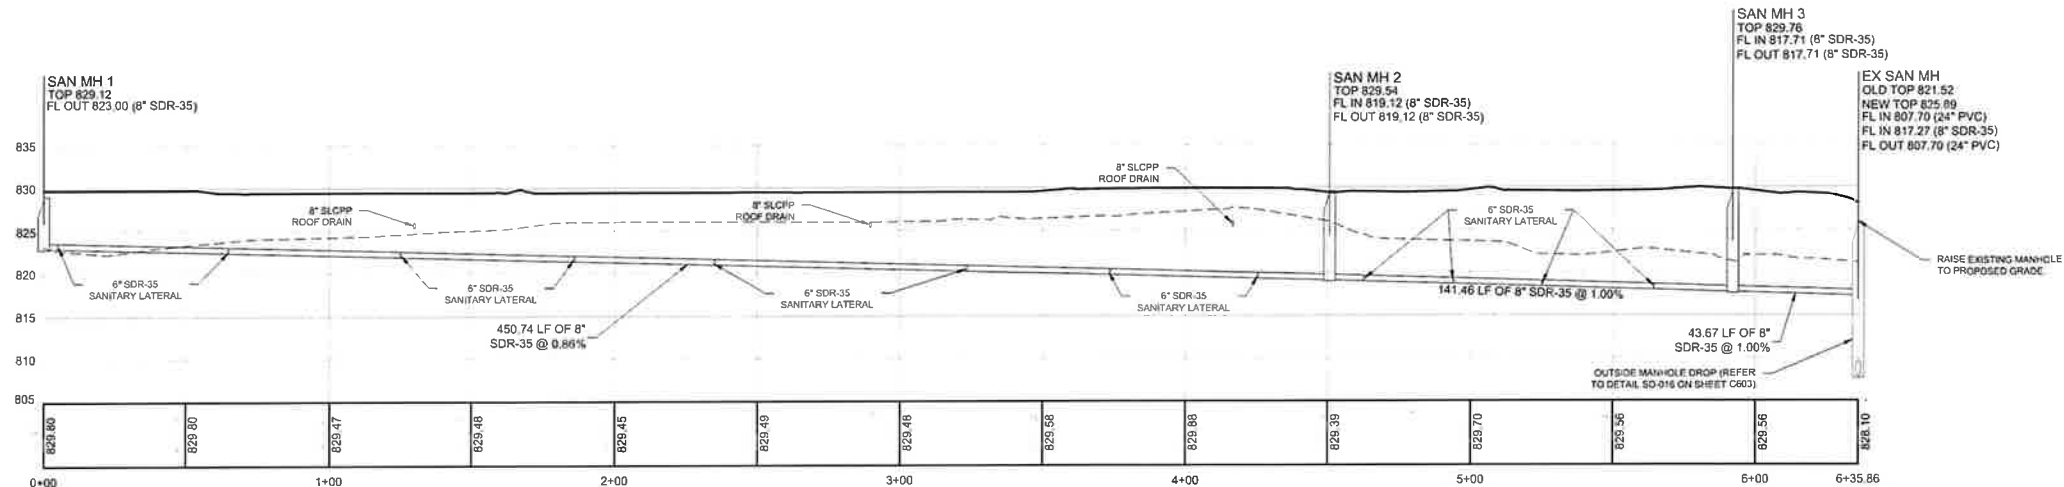 SAN MH 1
TOP 829.12
FL OUT 823.00 (8" SDR-35)
SAN MH 2
TOP 829.54
FL IN 819.12 (8" SDR-35)
FL OUT 819.12 (8" SDR-35)
SAN MH 3
TOP 829.76
FL IN 817.71 (8" SDR-35)
FL OUT 817.71 (8" SDR-35)
EX SAN MH
OLD TOP 821.52
NEW TOP 825.89
FL IN 807.70 (24" PVC)
FL IN 817.27 (8" SDR-35)
FL OUT 807.70 (24" PVC)
835
830
825
820
815
810
805
8" SLCPP
ROOF DRAIN
8" SLCPP
ROOF DRAIN
8" SLCPP
ROOF DRAIN
6" SDR-35
SANITARY LATERAL
6" SDR-35
SANITARY LATERAL
6" SDR-35
SANITARY LATERAL
6" SDR-35
SANITARY LATERAL
6" SDR-35
SANITARY LATERAL
450.74 LF OF 8"
SDR-35 @ 0.86%
141.46 LF OF 8" SDR-35 @ 1.00%
43.67 LF OF 8"
SDR-35 @ 1.00%
RAISE EXISTING MANHOLE
TO PROPOSED GRADE
OUTSIDE MANHOLE DROP (REFER
TO DETAIL SD-016 ON SHEET C603)
829.80
829.80
829.47
829.48
829.45
829.49
829.48
829.58
829.88
829.39
829.70
829.56
829.56
828.10
0+00
1+00
2+00
3+00
4+00
5+00
6+00
6+35.86